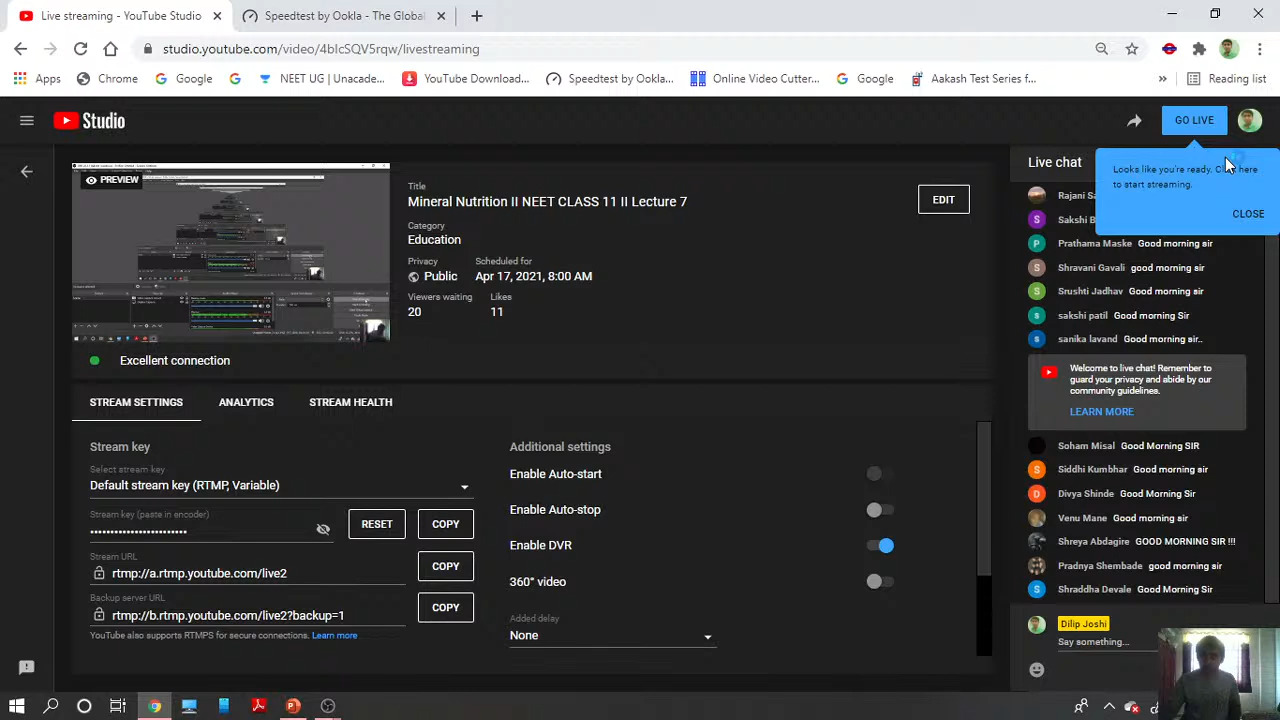 Live streaming - YouTube Studio
Speedtest by Ookla - The Global
studio.youtube.com/video/4bIcSQV5rqw/livestreaming
Apps
Chrome
Google
NEET UG | Unacade...
YouTube Download...
Speedtest by Ookla...
Online Video Cutter...
Google
Aakash Test Series f...
Reading list
Studio
GO LIVE
Looks like you're ready. Click here
to start streaming.
CLOSE
PREVIEW
Title
Mineral Nutrition II NEET CLASS 11 II Lecture 7
EDIT
Category
Education
Privacy
Public
Scheduled for
Apr 17, 2021, 8:00 AM
Viewers waiting
20
Likes
11
Excellent connection
STREAM SETTINGS
ANALYTICS
STREAM HEALTH
Stream key
Select stream key
Default stream key (RTMP, Variable)
Stream key (paste in encoder)
RESET
COPY
Stream URL
rtmp://a.rtmp.youtube.com/live2
COPY
Backup server URL
rtmp://b.rtmp.youtube.com/live2?backup=1
COPY
YouTube also supports RTMPS for secure connections. Learn more
Additional settings
Enable Auto-start
Enable Auto-stop
Enable DVR
360° video
Added delay
None
Live chat
Rajani
Sakshi
Prathama Maske Good morning sir
Shravani Gavali good morning sir
Srushti Jadhav good morning sir
sakshi patil Good morning sir
sanika lavand Good morning sir..
Welcome to live chat! Remember to
guard your privacy and abide by our
community guidelines.
LEARN MORE
Soham Misal Good Morning SIR
Siddhi Kumbhar Good morning sir
Divya Shinde Good Morning Sir
Venu Mane Good morning sir
Shreya Abdagire GOOD MORNING SIR !!!
Pradnya Shembade good morning sir
Shraddha Devale Good Morning Sir
Dilip Joshi
Say something...